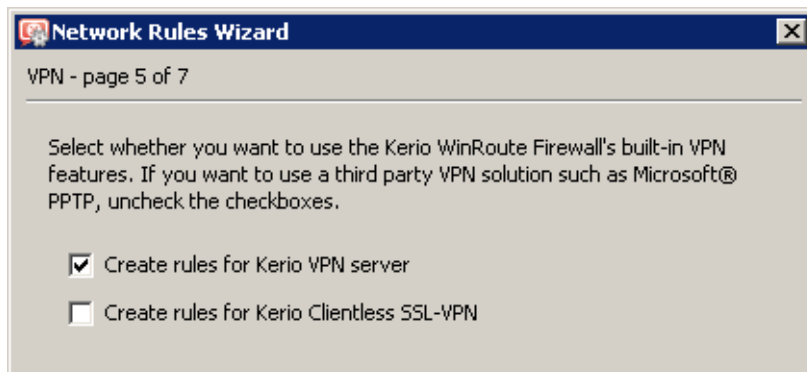 Network Rules Wizard
VPN - page 5 of 7
Select whether you want to use the Kerio WinRoute Firewall's built-in VPN
features. If you want to use a third party VPN solution such as Microsoft®
PPTP, uncheck the checkboxes.
Create rules for Kerio VPN server
Create rules for Kerio Clientless SSL-VPN